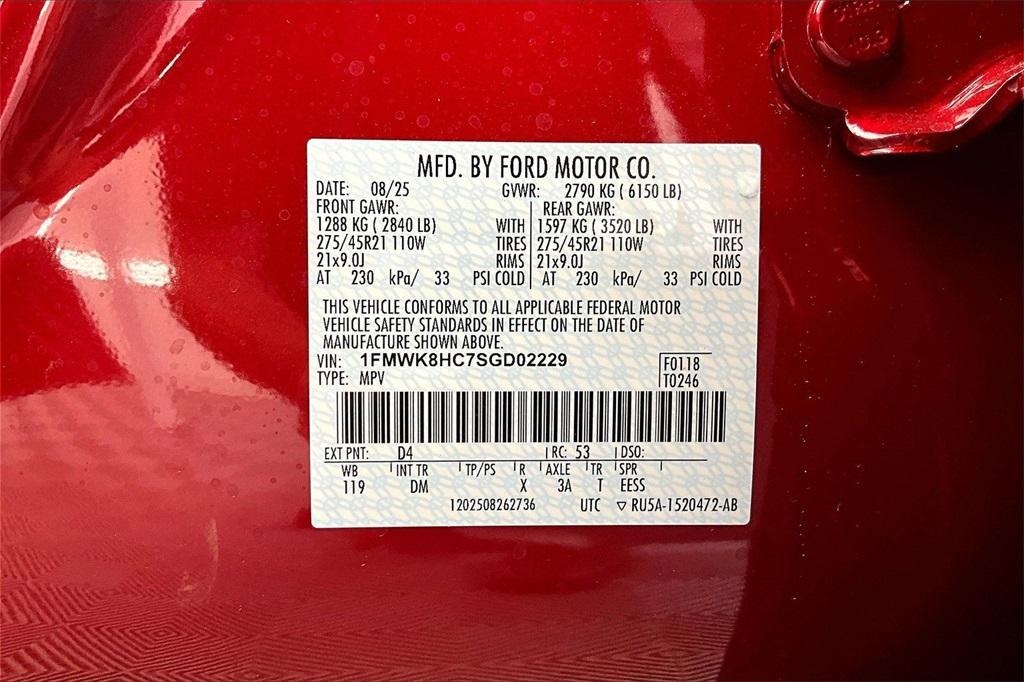 MFD. BY FORD MOTOR CO.
DATE: 08/25 GVWR: 2790 KG ( 6150 LB)
FRONT GAWR: REAR GAWR:
1288 KG ( 2840 LB) WITH 1597 KG ( 3520 LB) WITH
275/45R21 110W TIRES 275/45R21 110W TIRES
21x9.0J RIMS 21x9.0J RIMS
AT 230 kPa/ 33 PSI COLD AT 230 kPa/ 33 PSI COLD
THIS VEHICLE CONFORMS TO ALL APPLICABLE FEDERAL MOTOR
VEHICLE SAFETY STANDARDS IN EFFECT ON THE DATE OF
MANUFACTURE SHOWN ABOVE.
VIN: 1FMWK8HC7SGD02229 F0118
TYPE: MPV T0246
EXT PNT: D4 RC: 53 DSO:
WB INT TR TP/PS R AXLE TR SPR
119 DM X 3A T EESS
1202508262736 UTC ▽ RU5A-1520472-AB